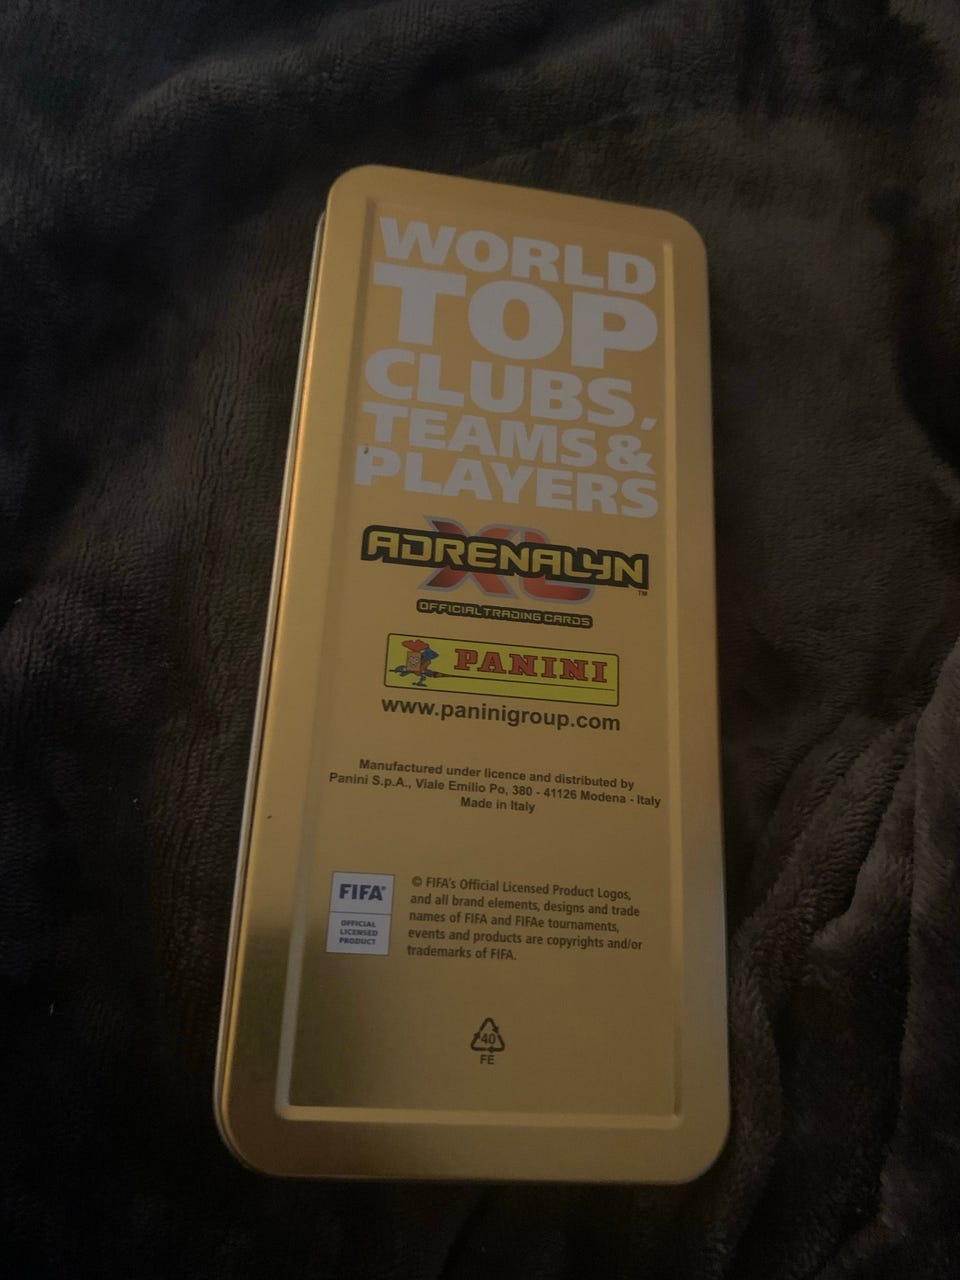 WORLD
TOP
CLUBS,
TEAMS &
PLAYERS
ADRENALYN
XL
™
OFFICIAL TRADING CARDS
PANINI
www.paninigroup.com
Manufactured under licence and distributed by
Panini S.p.A., Viale Emilio Po, 380 - 41126 Modena - Italy
Made in Italy
FIFA®
OFFICIAL
LICENSED
PRODUCT
© FIFA's Official Licensed Product Logos,
and all brand elements, designs and trade
names of FIFA and FIFAe tournaments,
events and products are copyrights and/or
trademarks of FIFA.
40
FE